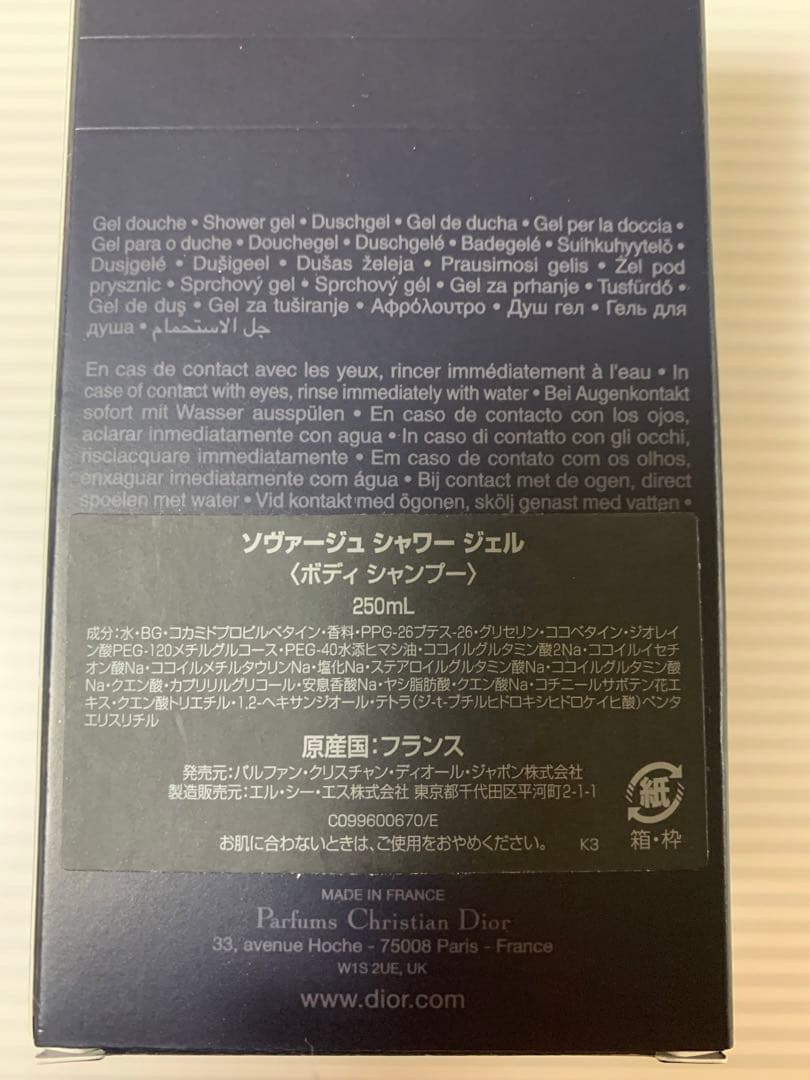 Gel douche • Shower gel • Duschgel • Gel de ducha • Gel per la doccia •
Gel para o duche • Douchegel • Duschgelé • Badegelé • Suihkuhyytelö •
Dusjgelé • Dušigeel • Dušas želeja • Prausimosi gelis • Żel pod
prysznic • Sprchový gel • Sprchový gél • Gel za prhanje • Tusfürdő •
Gel de duş • Gel za tuširanje • Αφρόλουτρο • Душ гел • Гель для
душа • جل الاستحمام
En cas de contact avec les yeux, rincer immédiatement à l'eau • In
case of contact with eyes, rinse immediately with water • Bei Augenkontakt
sofort mit Wasser ausspülen • En caso de contacto con los ojos,
aclarar inmediatamente con agua • In caso di contatto con gli occhi,
risciacquare immediatamente • Em caso de contato com os olhos,
enxaguar imediatamente com água • Bij contact met de ogen, direct
spoelen met water • Vid kontakt med ögonen, skölj genast med vatten •
ソヴァージュ シャワー ジェル
〈ボディ シャンプー〉
250mL
成分：水・BG・コカミドプロピルベタイン・香料・PPG-26ブテス-26・グリセリン・ココベタイン・ジオレイ
ン酸PEG-120メチルグルコース・PEG-40水添ヒマシ油・ココイルグルタミン酸2Na・ココイルイセチ
オン酸Na・ココイルメチルタウリンNa・塩化Na・ステアロイルグルタミン酸Na・ココイルグルタミン酸
Na・クエン酸・カプリリルグリコール・安息香酸Na・ヤシ脂肪酸・クエン酸Na・コチニールサボテン花エ
キス・クエン酸トリエチル・1,2-ヘキサンジオール・テトラ（ジ-t-ブチルヒドロキシヒドロケイヒ酸）ペンタ
エリスリチル
原産国：フランス
発売元：パルファン・クリスチャン・ディオール・ジャポン株式会社
製造販売元：エル・シー・エス株式会社 東京都千代田区平河町2-1-1
C099600670/E
お肌に合わないときは、ご使用をおやめください。 K3
紙
箱・枠
MADE IN FRANCE
Parfums Christian Dior
33, avenue Hoche - 75008 Paris - France
W1S 2UE, UK
www.dior.com